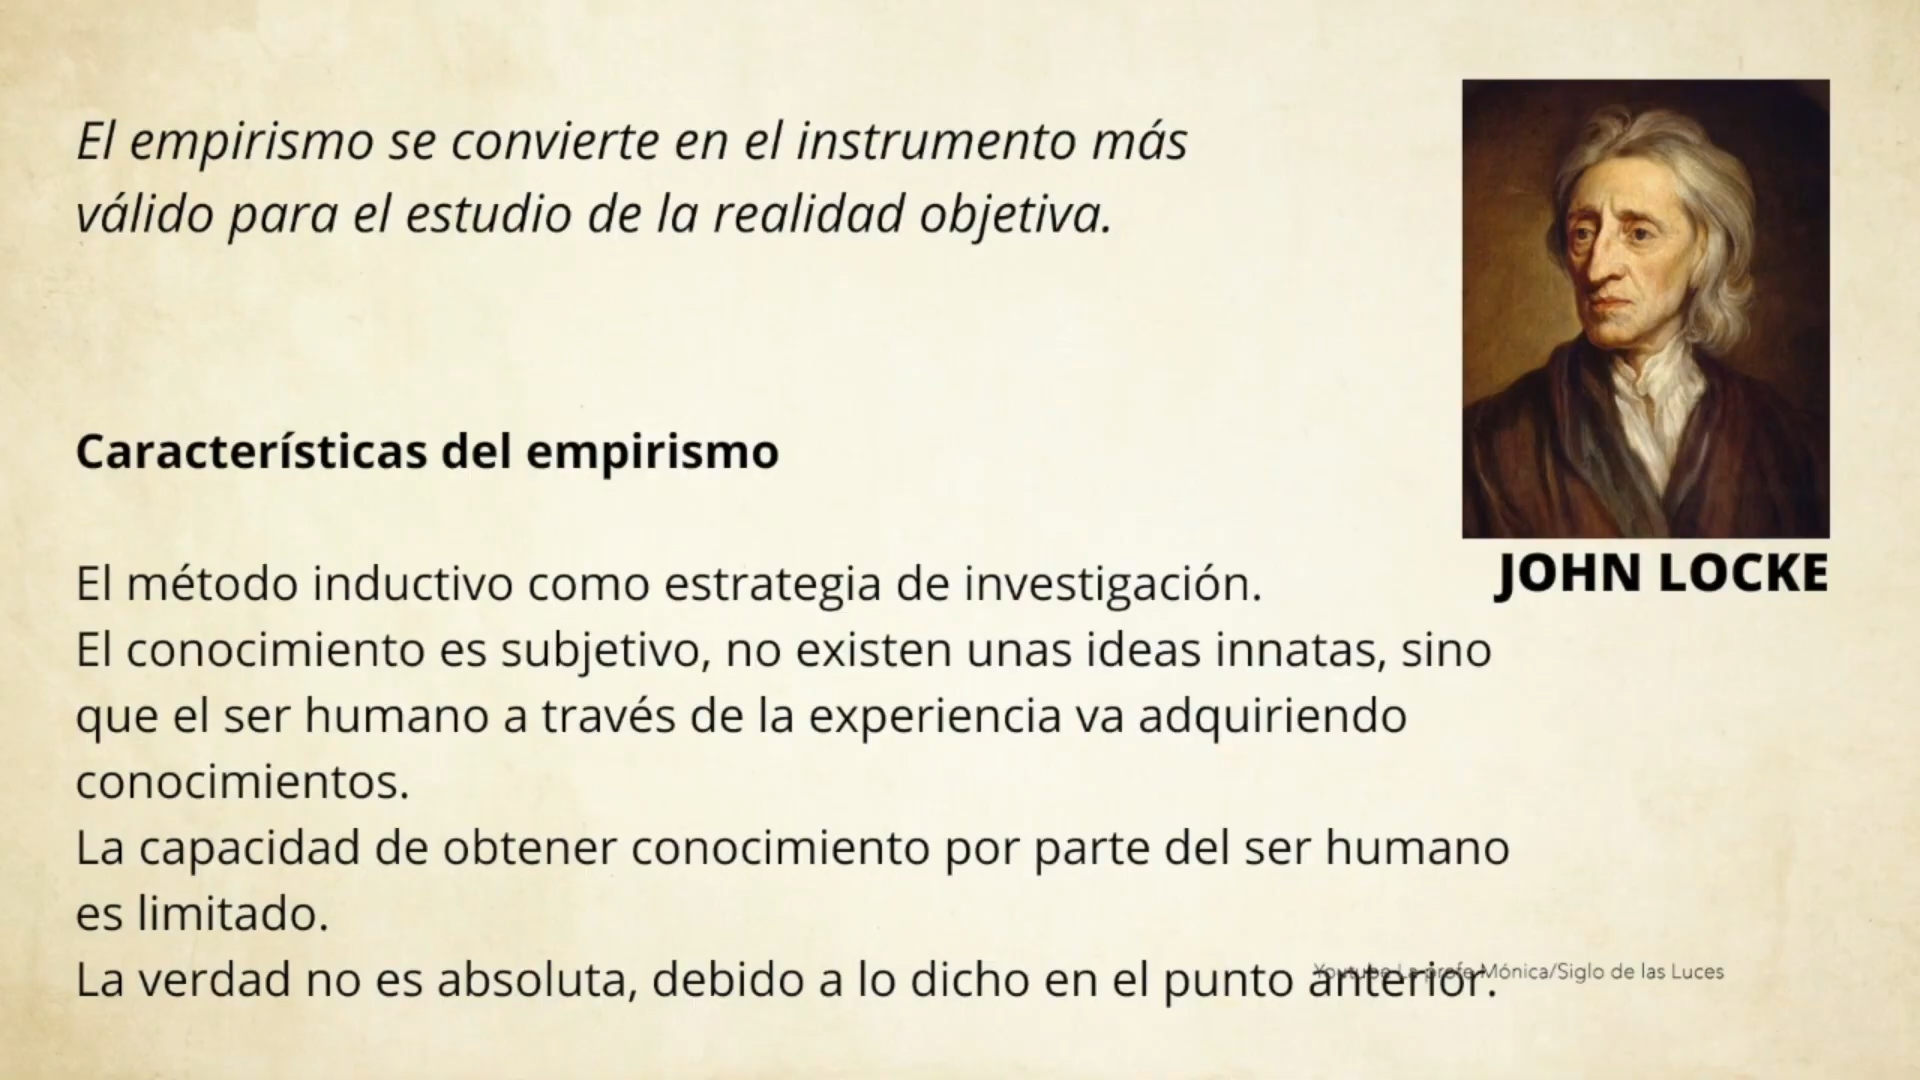 El empirismo se convierte en el instrumento más
válido para el estudio de la realidad objetiva.
JOHN LOCKE
Características del empirismo
El método inductivo como estrategia de investigación.
El conocimiento es subjetivo, no existen unas ideas innatas, sino
que el ser humano a través de la experiencia va adquiriendo
conocimientos.
La capacidad de obtener conocimiento por parte del ser humano
es limitado.
La verdad no es absoluta, debido a lo dicho en el punto anterior.
Youtube La profe Mónica/Siglo de las Luces